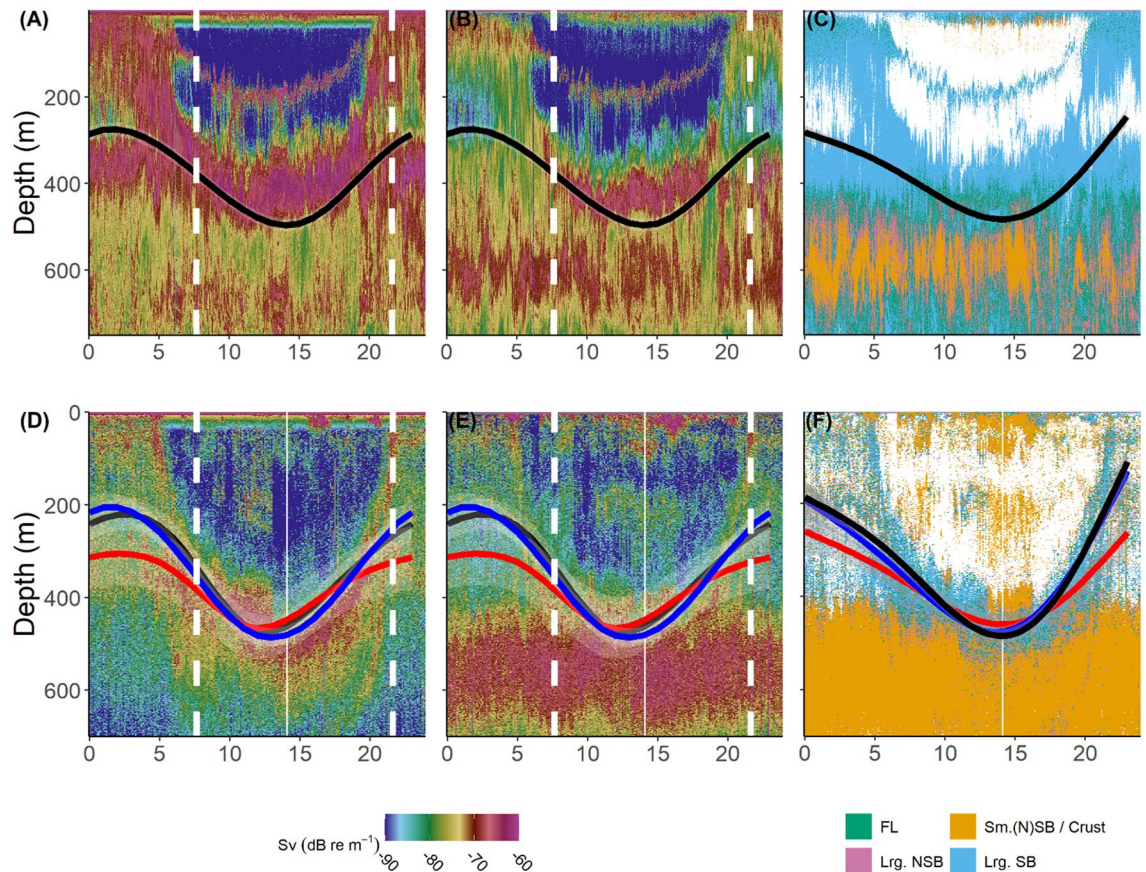 (A) (B) (C)
Depth (m)
200
400
600
0 5 10 15 20 0 5 10 15 20 0 5 10 15 20
(D) (E) (F)
Depth (m)
0
200
400
600
0 5 10 15 20 0 5 10 15 20 0 5 10 15 20
Sv (dB re m⁻¹)
-90 -80 -70 -60
FL Sm.(N)SB / Crust
Lrg. NSB Lrg. SB